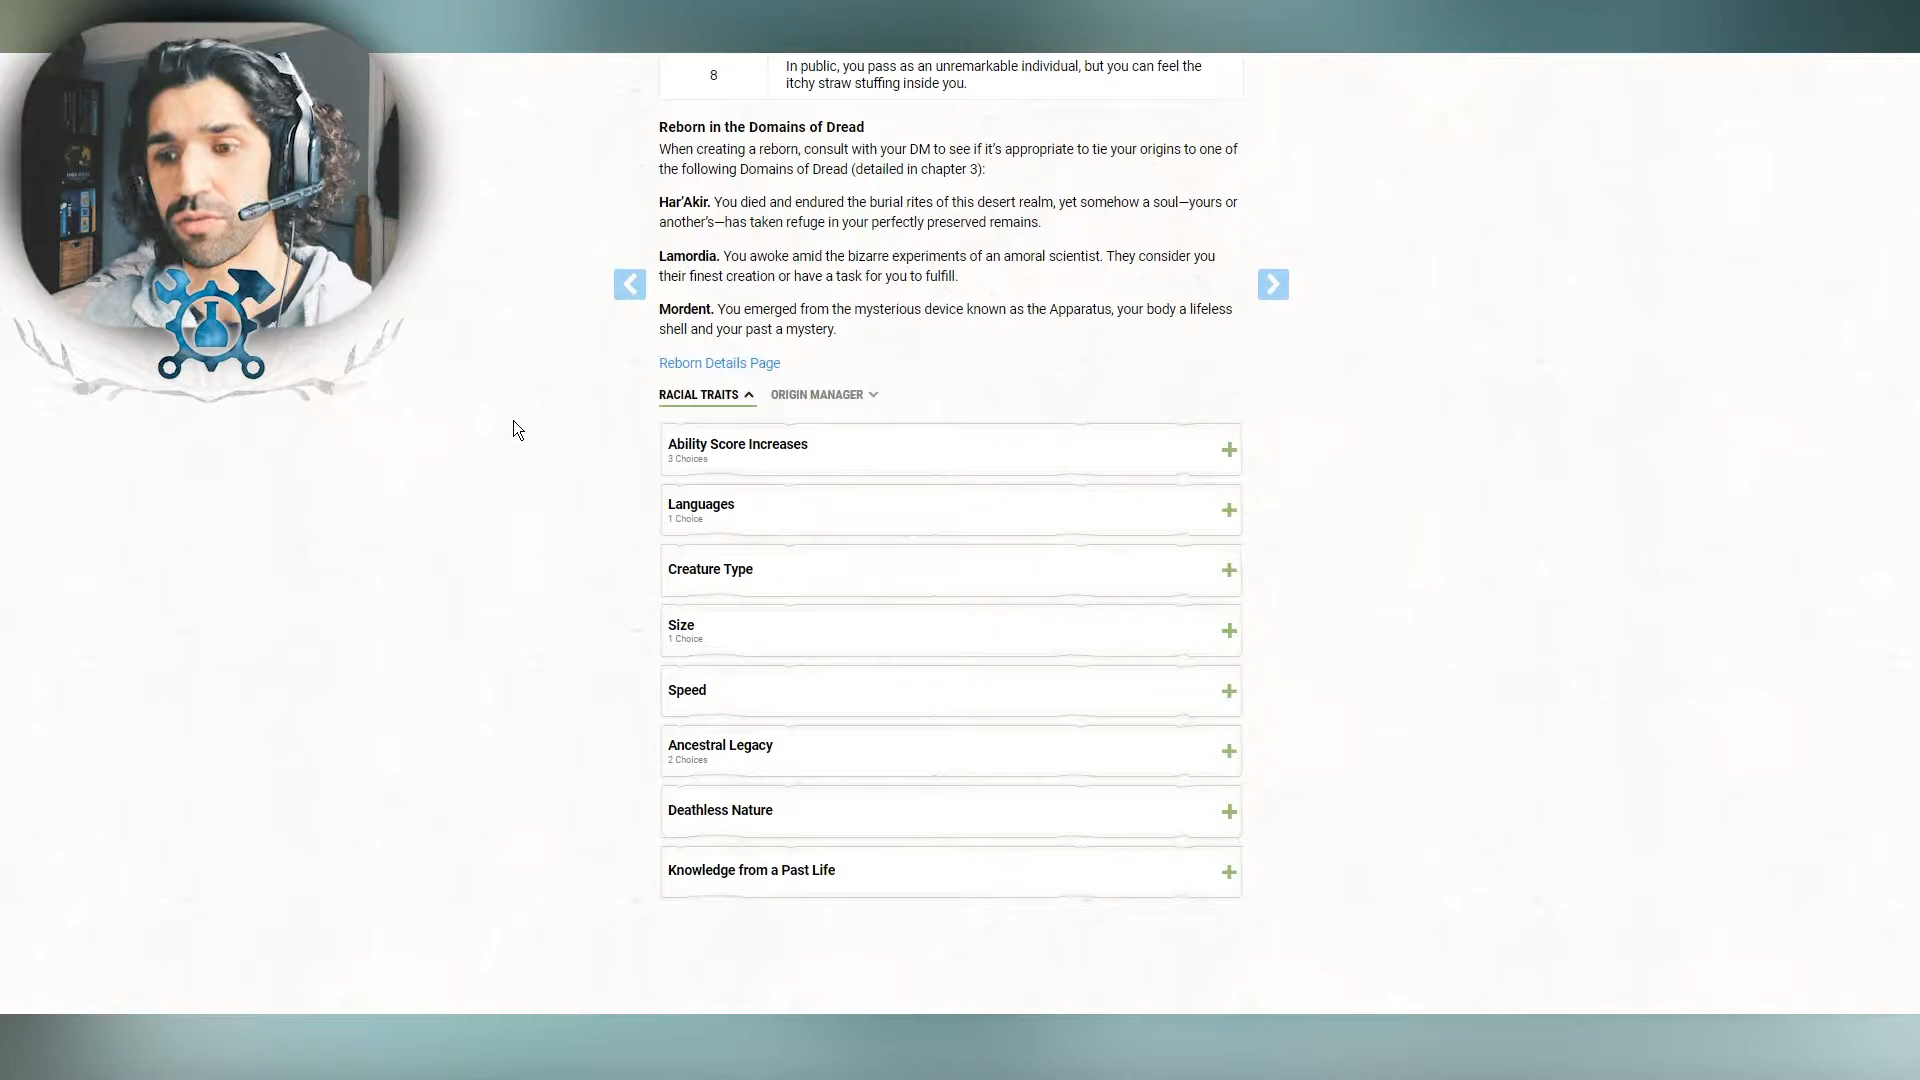 8
In public, you pass as an unremarkable individual, but you can feel the
itchy straw stuffing inside you.
Reborn in the Domains of Dread
When creating a reborn, consult with your DM to see if it’s appropriate to tie your origins to one of
the following Domains of Dread (detailed in chapter 3):
Har’Akir. You died and endured the burial rites of this desert realm, yet somehow a soul—yours or
another’s—has taken refuge in your perfectly preserved remains.
Lamordia. You awoke amid the bizarre experiments of an amoral scientist. They consider you
their finest creation or have a task for you to fulfill.
Mordent. You emerged from the mysterious device known as the Apparatus, your body a lifeless
shell and your past a mystery.
Reborn Details Page
RACIAL TRAITS ORIGIN MANAGER
Ability Score Increases
3 Choices
Languages
1 Choice
Creature Type
Size
1 Choice
Speed
Ancestral Legacy
2 Choices
Deathless Nature
Knowledge from a Past Life